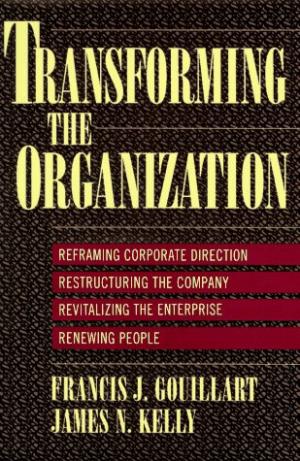 TRANSFORMING
THE
ORGANIZATION
REFRAMING CORPORATE DIRECTION
RESTRUCTURING THE COMPANY
REVITALIZING THE ENTERPRISE
RENEWING PEOPLE
FRANCIS J. GOUILLART
JAMES N. KELLY